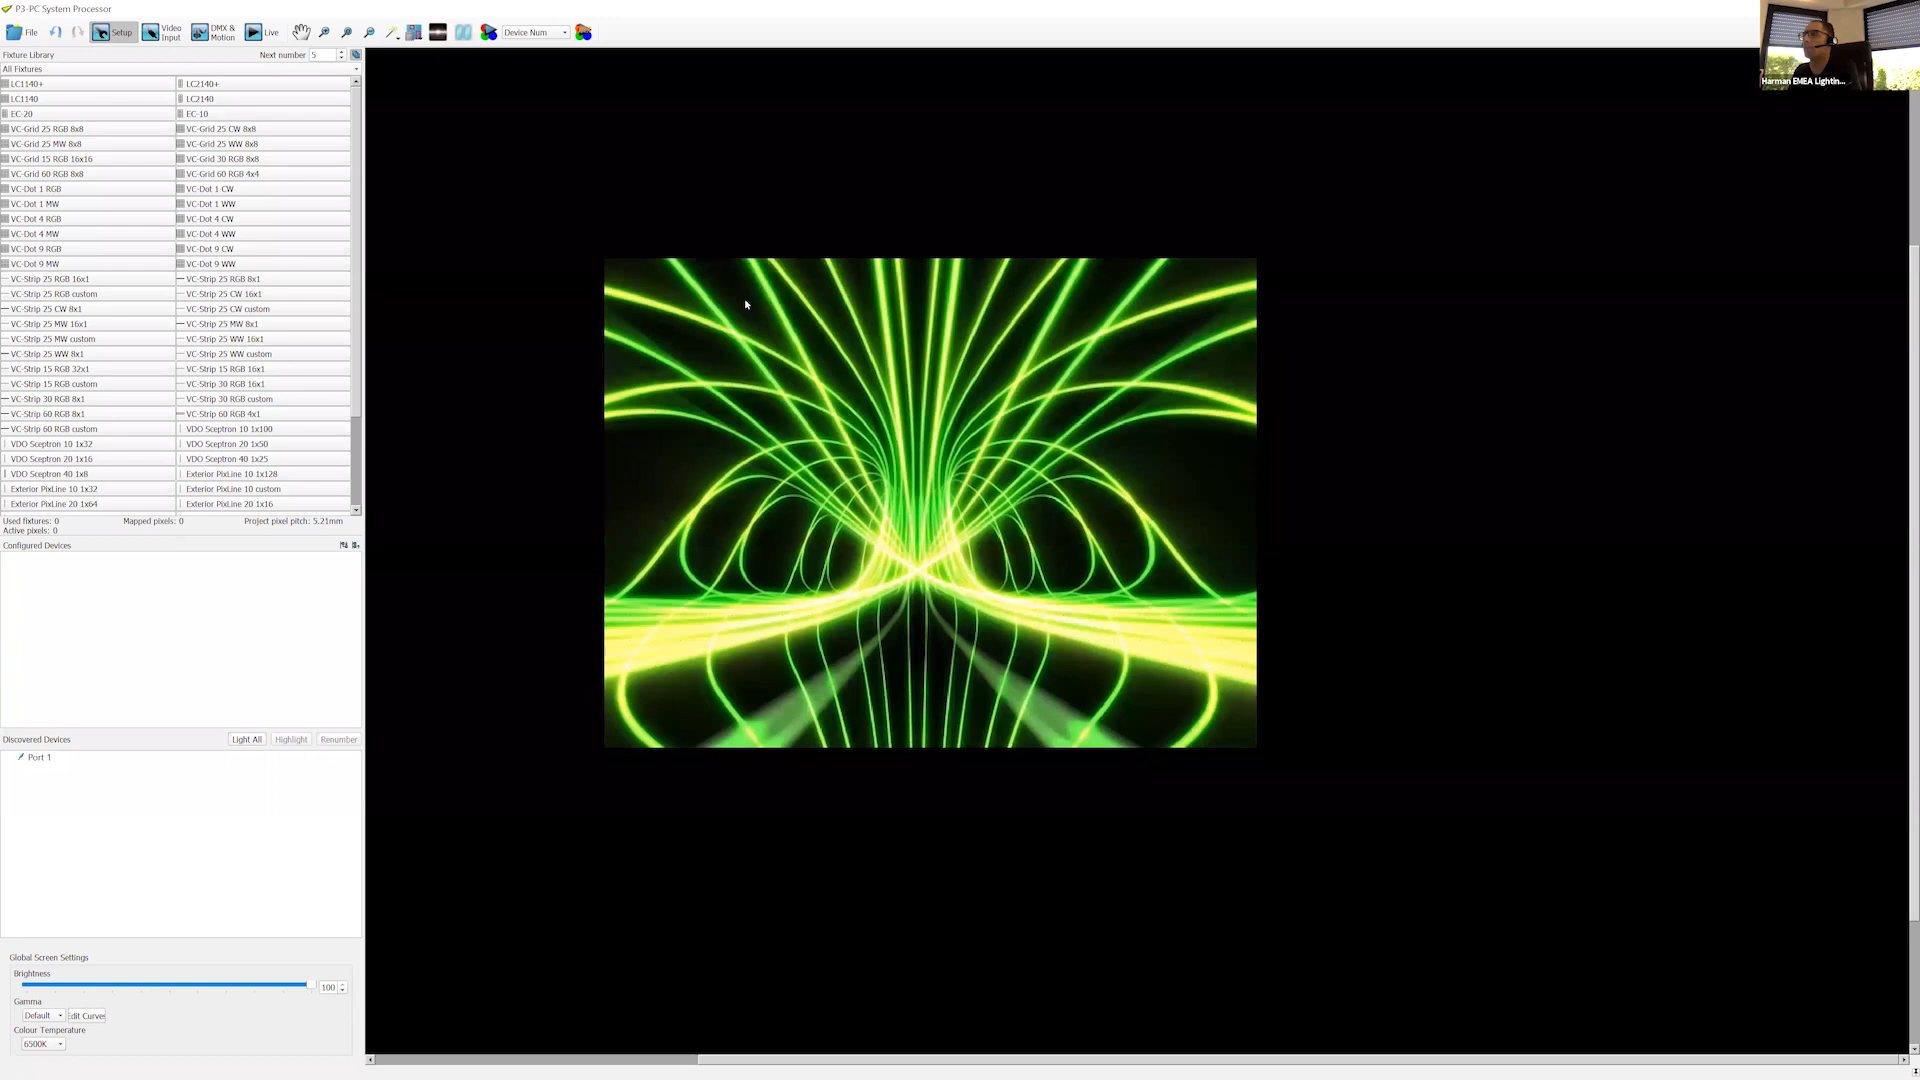 P3-PC System Processor
File
Setup
Video Input
DMX & Motion
Live
Device Num
Fixture Library
Next number 5
All Fixtures
LC1140+ LC2140+
LC1140 LC2140
EC-20 EC-10
VC-Grid 25 RGB 8x8 VC-Grid 25 CW 8x8
VC-Grid 25 MW 8x8 VC-Grid 25 WW 8x8
VC-Grid 15 RGB 16x16 VC-Grid 30 RGB 8x8
VC-Grid 60 RGB 8x8 VC-Grid 60 RGB 4x4
VC-Dot 1 RGB VC-Dot 1 CW
VC-Dot 1 MW VC-Dot 1 WW
VC-Dot 4 RGB VC-Dot 4 CW
VC-Dot 4 MW VC-Dot 4 WW
VC-Dot 9 RGB VC-Dot 9 CW
VC-Dot 9 MW VC-Dot 9 WW
VC-Strip 25 RGB 16x1 VC-Strip 25 RGB 8x1
VC-Strip 25 RGB custom VC-Strip 25 CW 16x1
VC-Strip 25 CW 8x1 VC-Strip 25 CW custom
VC-Strip 25 MW 16x1 VC-Strip 25 MW 8x1
VC-Strip 25 MW custom VC-Strip 25 WW 16x1
VC-Strip 25 WW 8x1 VC-Strip 25 WW custom
VC-Strip 15 RGB 32x1 VC-Strip 15 RGB 16x1
VC-Strip 15 RGB custom VC-Strip 30 RGB 16x1
VC-Strip 30 RGB 8x1 VC-Strip 30 RGB custom
VC-Strip 60 RGB 8x1 VC-Strip 60 RGB 4x1
VC-Strip 60 RGB custom VDO Sceptron 10 1x100
VDO Sceptron 10 1x32 VDO Sceptron 20 1x50
VDO Sceptron 20 1x16 VDO Sceptron 40 1x25
VDO Sceptron 40 1x8 Exterior PixLine 10 1x128
Exterior PixLine 10 1x32 Exterior PixLine 10 custom
Exterior PixLine 20 1x64 Exterior PixLine 20 1x16
Used fixtures: 0 Mapped pixels: 0 Project pixel pitch: 5.21mm
Active pixels: 0
Configured Devices
Discovered Devices Light All Highlight Renumber
Port 1
Global Screen Settings
Brightness
100
Gamma
Default Edit Curves
Colour Temperature
6500K
Harman EMEA Lightin...